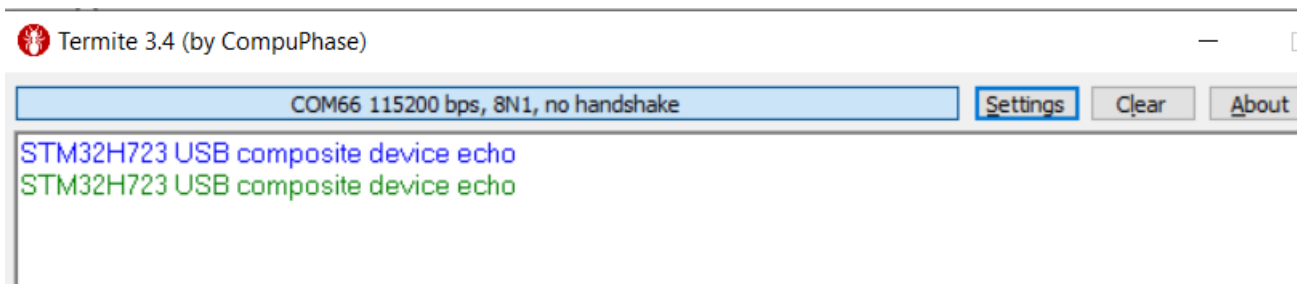 Termite 3.4 (by CompuPhase)
COM66 115200 bps, 8N1, no handshake
Settings
Clear
About
STM32H723 USB composite device echo
STM32H723 USB composite device echo